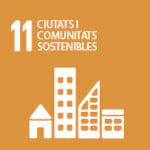 11 CIUTATS I
COMUNITATS
SOSTENIBLES